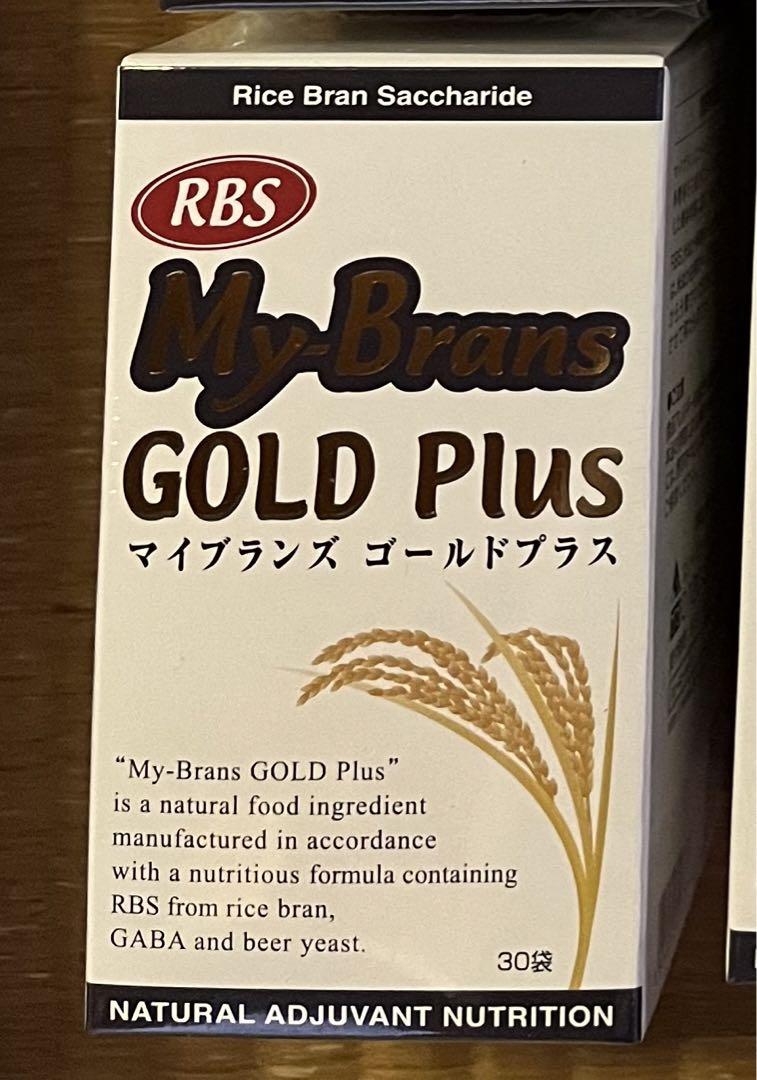 Rice Bran Saccharide
RBS
My-Brans
GOLD Plus
マイブランズ ゴールドプラス
“My-Brans GOLD Plus”
is a natural food ingredient
manufactured in accordance
with a nutritious formula containing
RBS from rice bran,
GABA and beer yeast.
30袋
NATURAL ADJUVANT NUTRITION